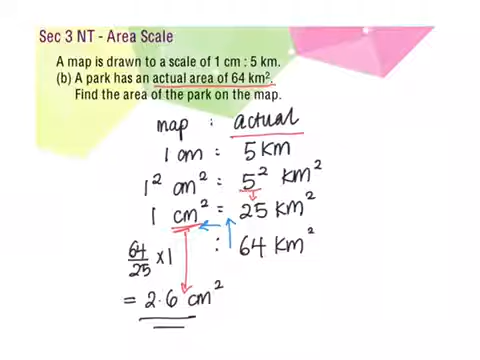 Sec 3 NT - Area Scale
A map is drawn to a scale of 1 cm : 5 km.
(b) A park has an actual area of 64 km².
Find the area of the park on the map.
map : actual
1 cm = 5 km
1² cm² = 5² km²
1 cm² = 25 km²
64/25 × 1 : 64 km²
= 2.6 cm²